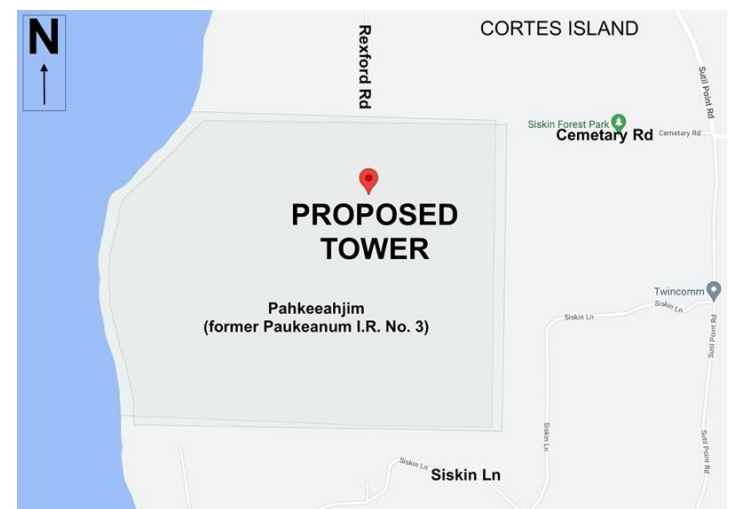 N
CORTES ISLAND
Rexford Rd
Sutil Point Rd
Siskin Forest Park
Cemetary Rd
Cemetary Rd
PROPOSED
TOWER
Pahkeeahjim
(former Paukeanum I.R. No. 3)
Twincomm
Siskin Ln
Siskin Ln
Sutil Point Rd
Siskin Ln
Sutil Point Rd
Siskin Ln
Siskin Ln